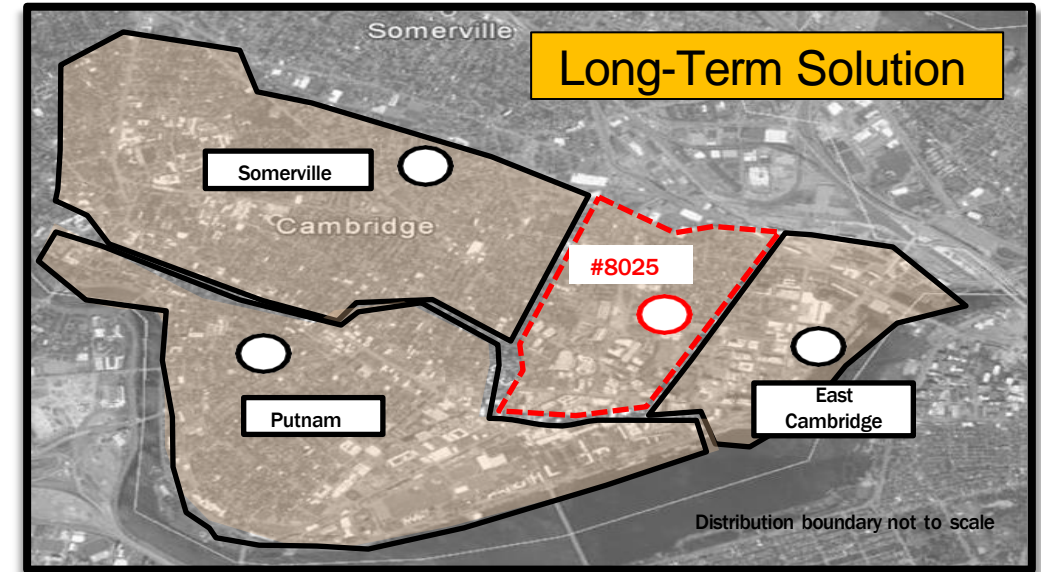 Somerville
Long-Term Solution
Somerville
Cambridge
#8025
East
Cambridge
Putnam
Distribution boundary not to scale